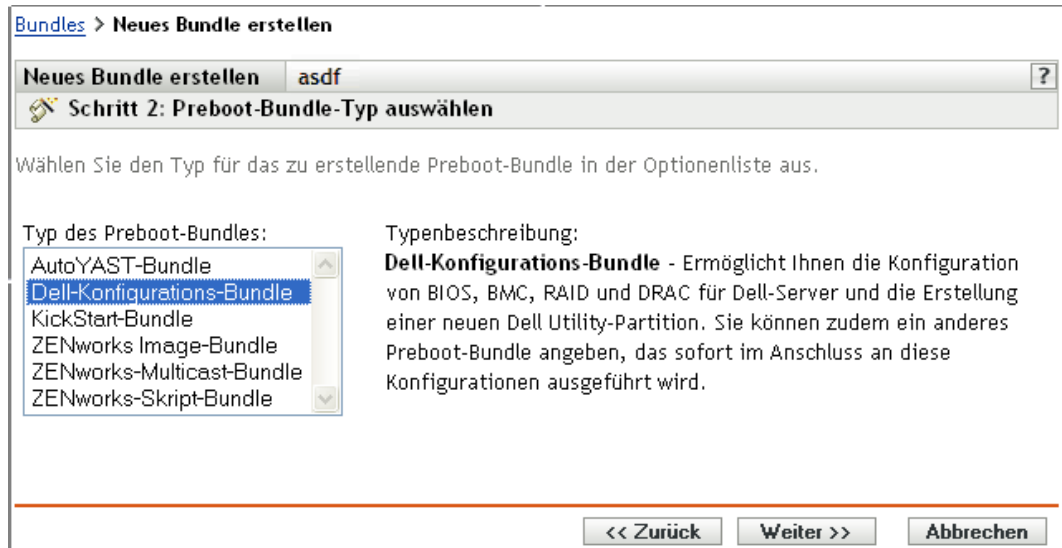 Bundles > Neues Bundle erstellen
Neues Bundle erstellen asdf ?
Schritt 2: Preboot-Bundle-Typ auswählen
Wählen Sie den Typ für das zu erstellende Preboot-Bundle in der Optionenliste aus.
Typ des Preboot-Bundles:
AutoYAST-Bundle
Dell-Konfigurations-Bundle
KickStart-Bundle
ZENworks Image-Bundle
ZENworks-Multicast-Bundle
ZENworks-Skript-Bundle
Typenbeschreibung:
Dell-Konfigurations-Bundle - Ermöglicht Ihnen die Konfiguration
von BIOS, BMC, RAID und DRAC für Dell-Server und die Erstellung
einer neuen Dell Utility-Partition. Sie können zudem ein anderes
Preboot-Bundle angeben, das sofort im Anschluss an diese
Konfigurationen ausgeführt wird.
<< Zurück Weiter >> Abbrechen